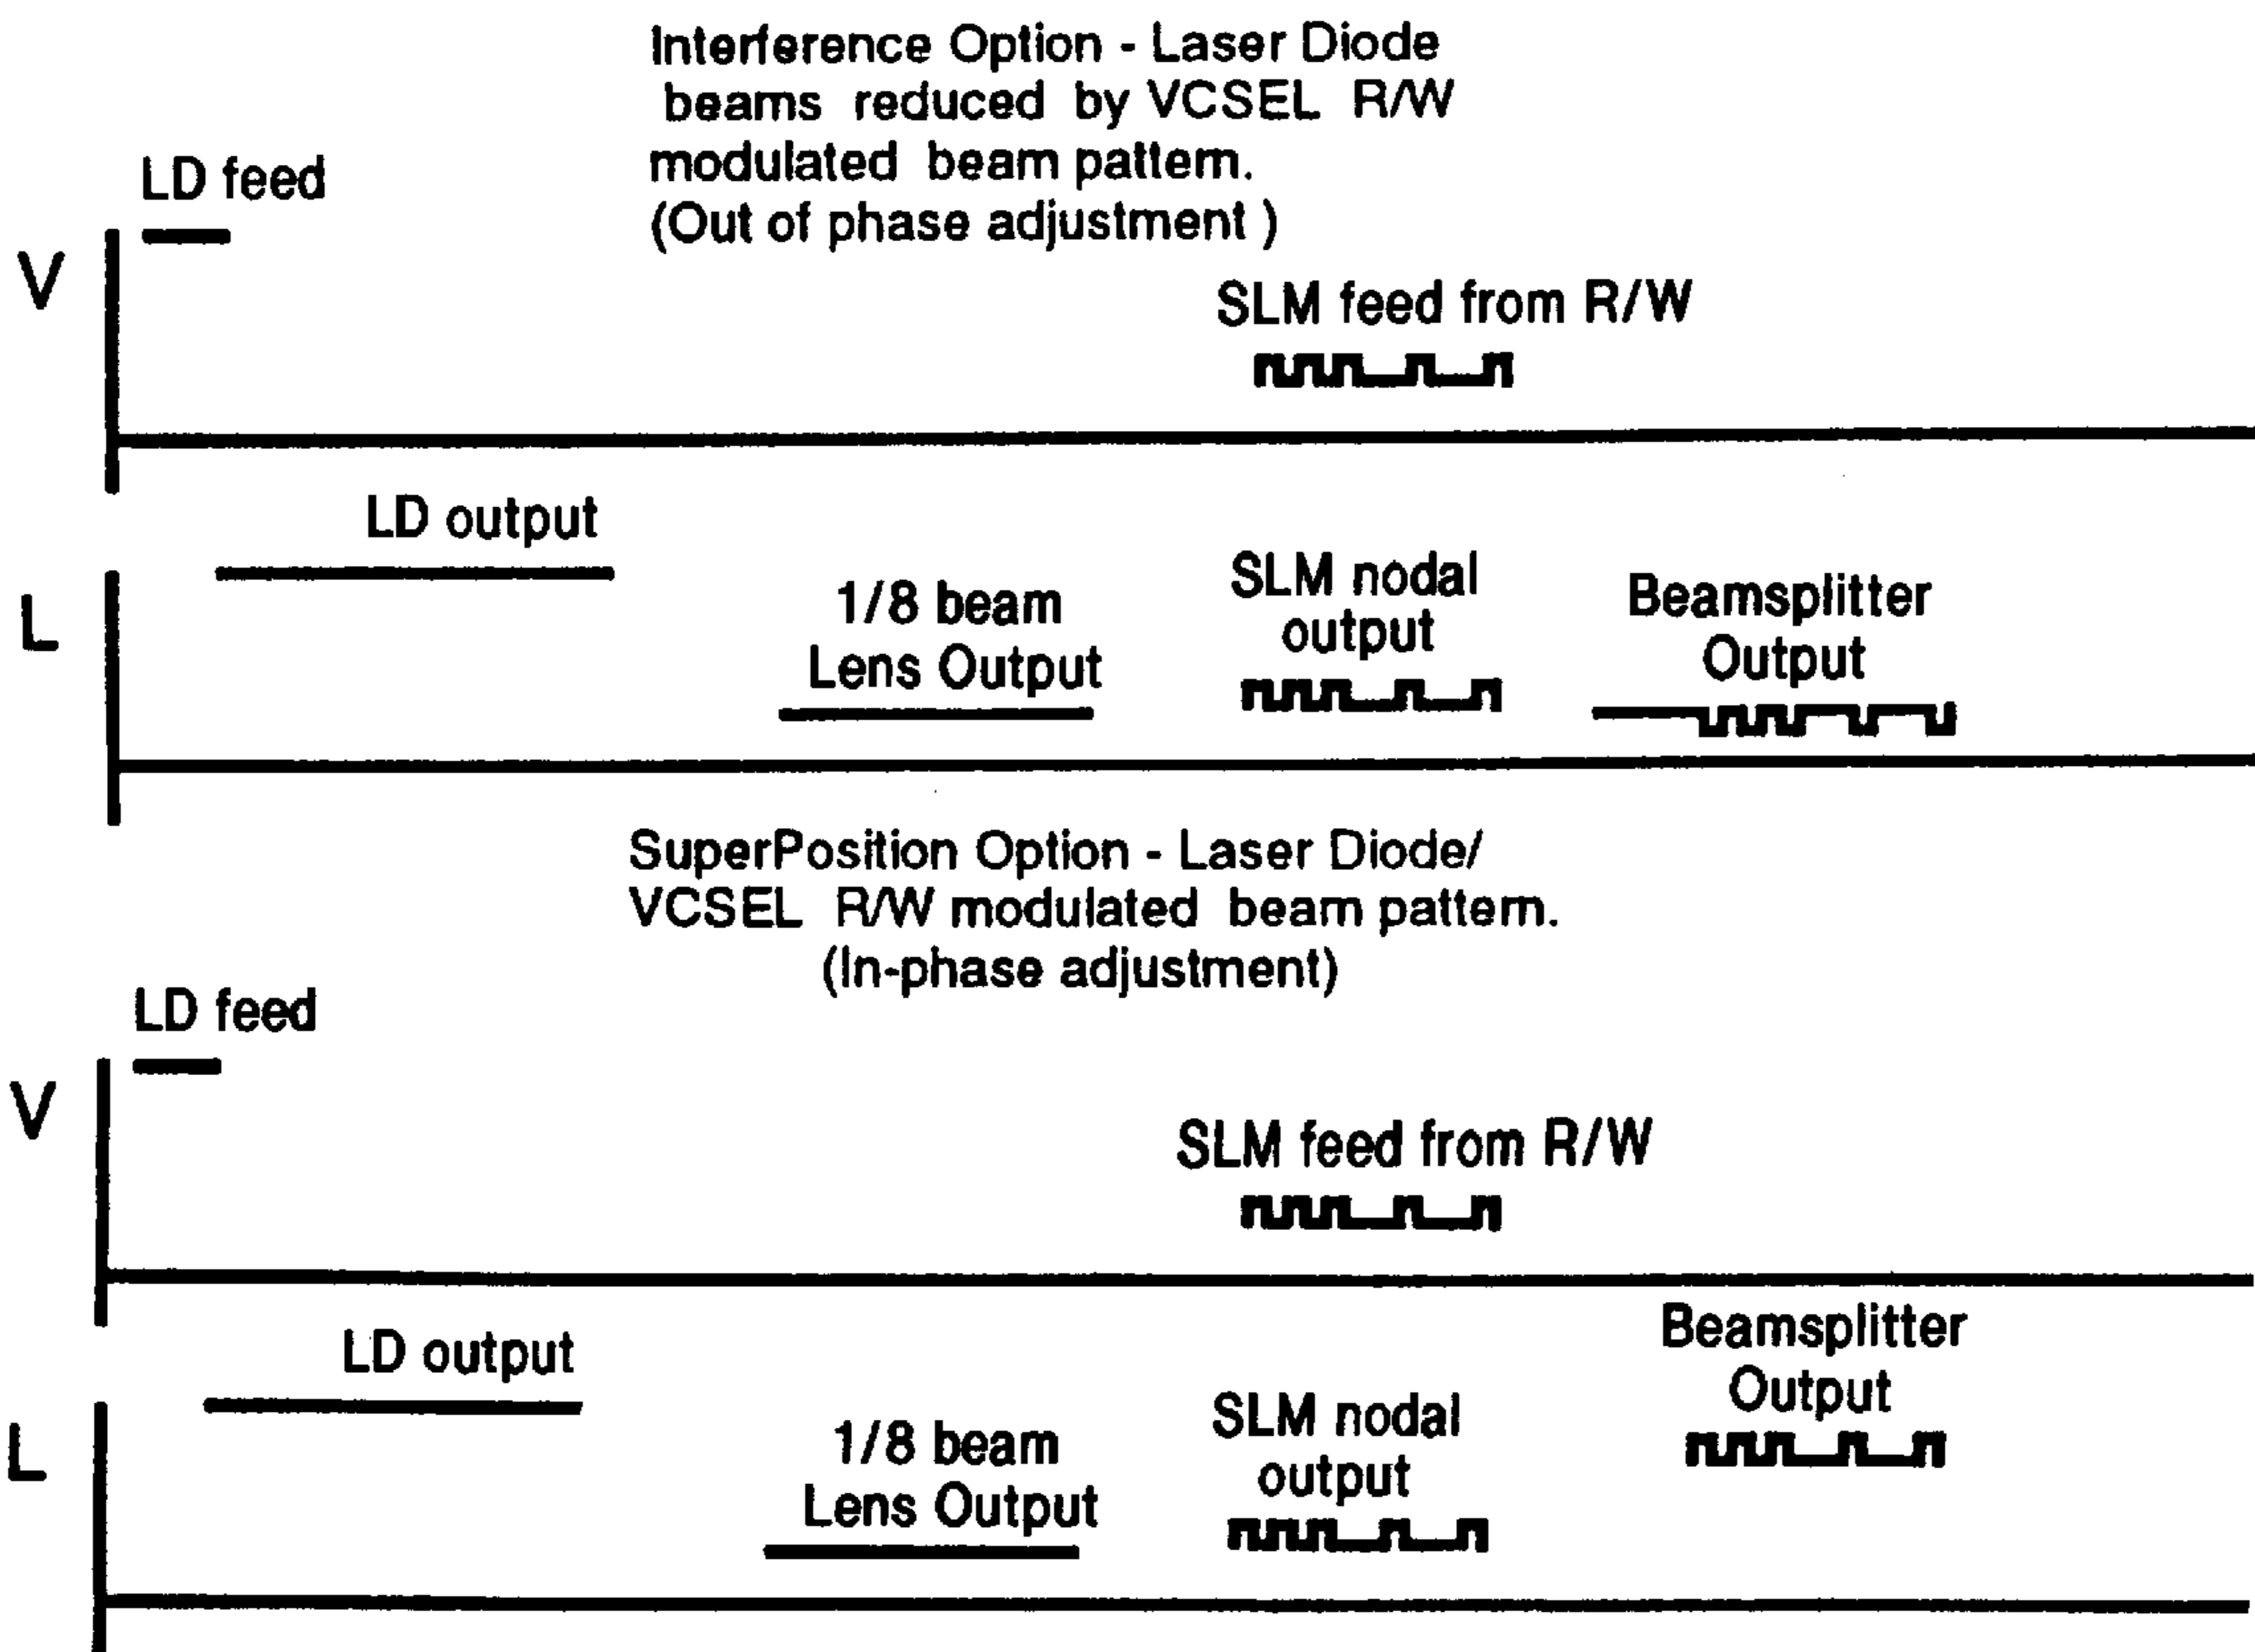 Interference Option - Laser Diode
beams reduced by VCSEL R/W
modulated beam pattern.
(Out of phase adjustment )
LD feed
V
SLM feed from R/W
LD output
L
1/8 beam
Lens Output
SLM nodal
output
Beamsplitter
Output
SuperPosition Option - Laser Diode/
VCSEL R/W modulated beam pattern.
(In-phase adjustment)
LD feed
V
SLM feed from R/W
LD output
L
1/8 beam
Lens Output
SLM nodal
output
Beamsplitter
Output